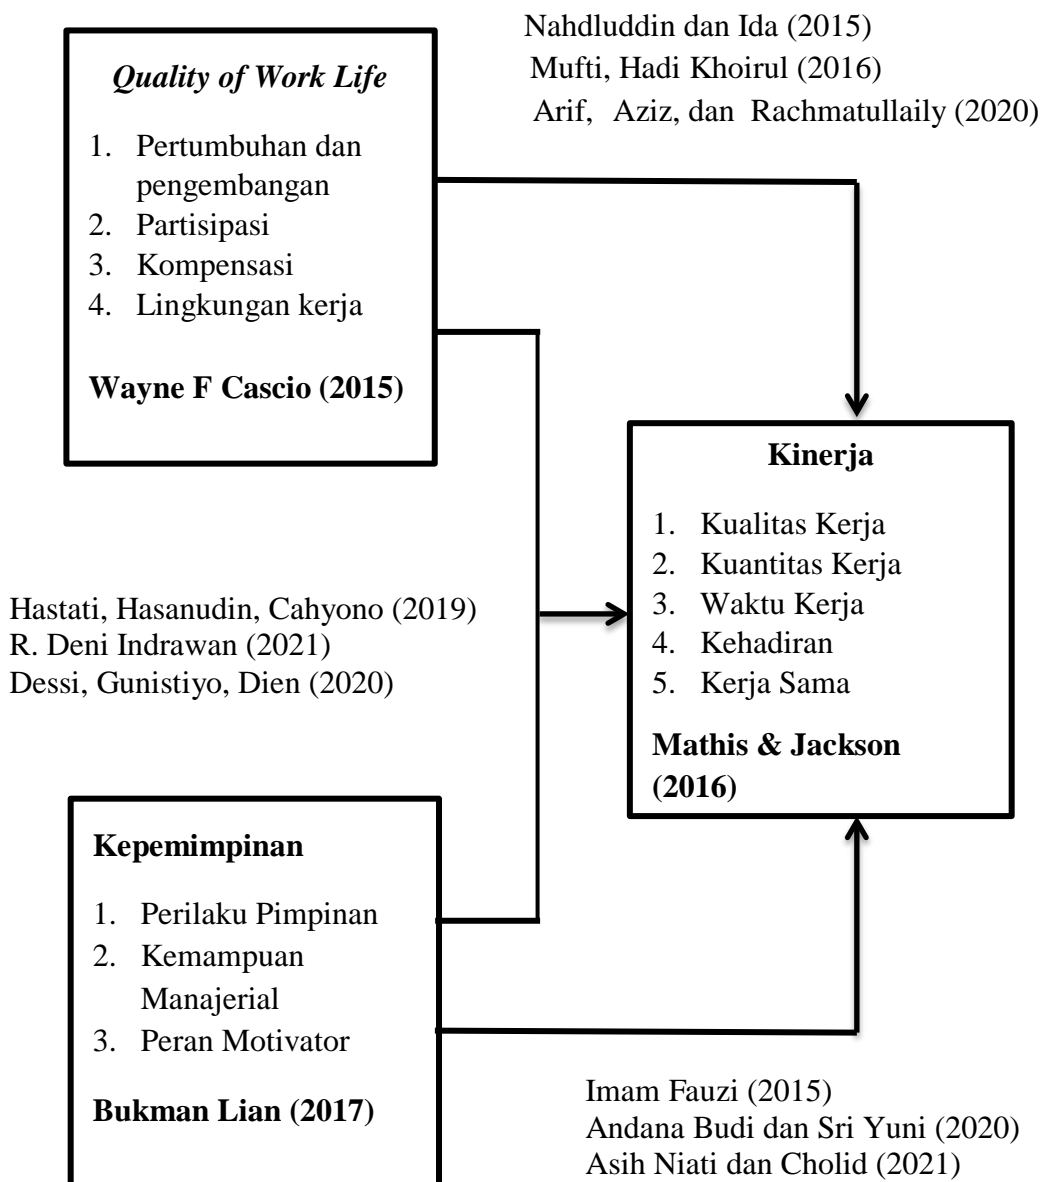 Nahdluddin dan Ida (2015)
Mufti, Hadi Khoirul (2016)
Arif, Aziz, dan Rachmatullaily (2020)
Quality of Work Life
1. Pertumbuhan dan
pengembangan
2. Partisipasi
3. Kompensasi
4. Lingkungan kerja
Wayne F Cascio (2015)
Kinerja
1. Kualitas Kerja
2. Kuantitas Kerja
3. Waktu Kerja
4. Kehadiran
5. Kerja Sama
Mathis & Jackson
(2016)
Hastati, Hasanudin, Cahyono (2019)
R. Deni Indrawan (2021)
Dessi, Gunistiyo, Dien (2020)
Kepemimpinan
1. Perilaku Pimpinan
2. Kemampuan
Manajerial
3. Peran Motivator
Bukman Lian (2017)
Imam Fauzi (2015)
Andana Budi dan Sri Yuni (2020)
Asih Niati dan Cholid (2021)